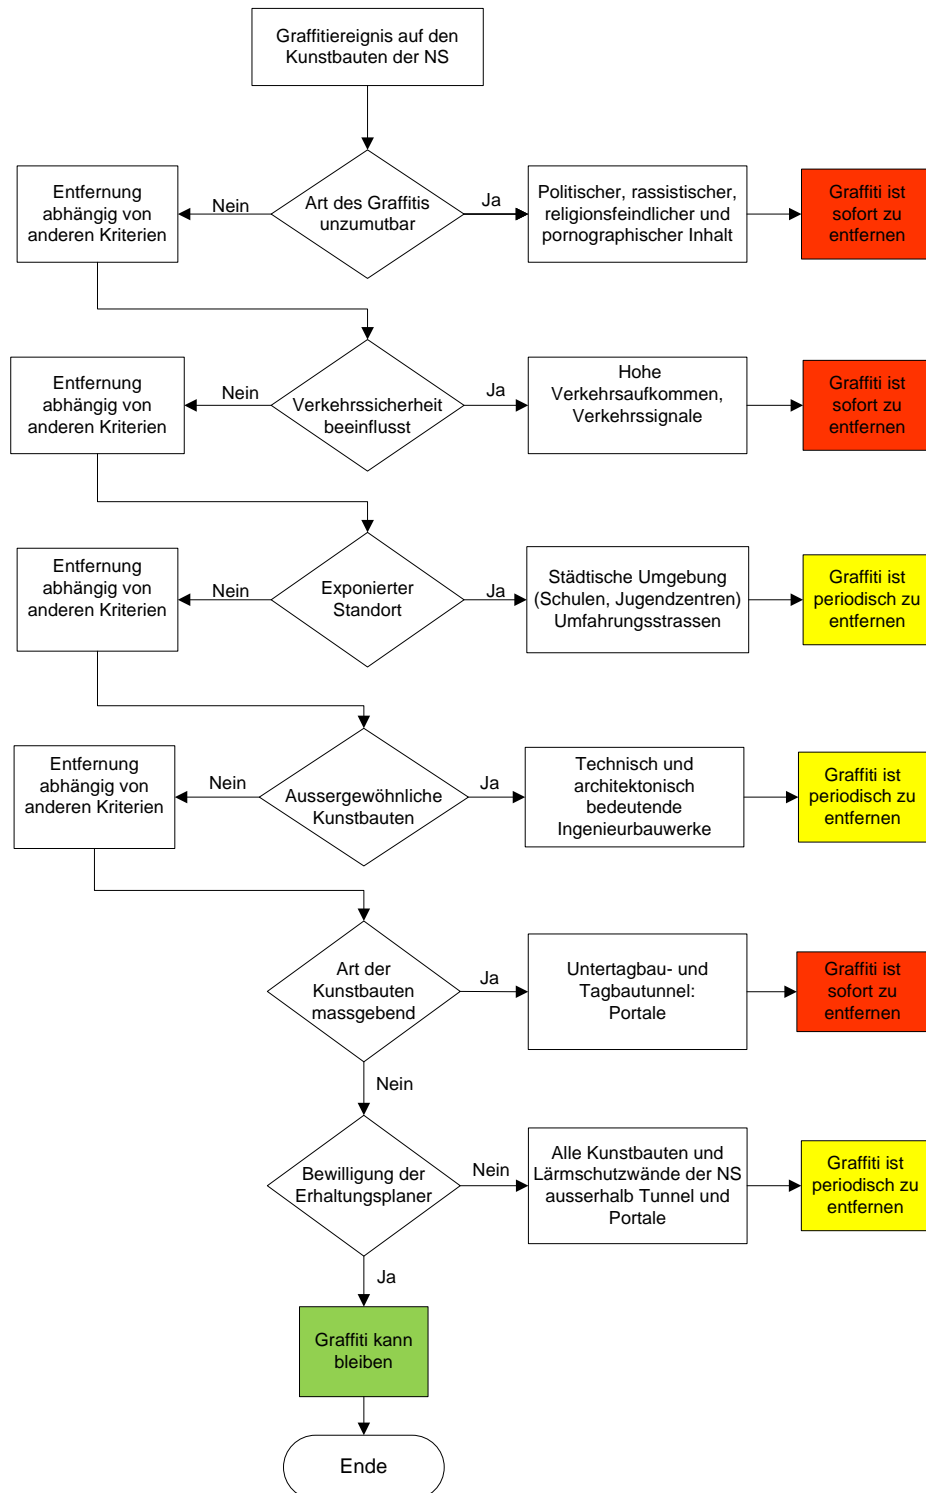 Graffitiereignis auf den
Kunstbauten der NS
Entfernung
abhängig von
anderen Kriterien
Nein
Art des Graffitis
unzumutbar
Ja
Politischer, rassistischer,
religionsfeindlicher und
pornographischer Inhalt
Graffiti ist
sofort zu
entfernen
Entfernung
abhängig von
anderen Kriterien
Nein
Verkehrssicherheit
beeinflusst
Ja
Hohe
Verkehrsaufkommen,
Verkehrssignale
Graffiti ist
sofort zu
entfernen
Entfernung
abhängig von
anderen Kriterien
Nein
Exponierter
Standort
Ja
Städtische Umgebung
(Schulen, Jugendzentren)
Umfahrungsstrassen
Graffiti ist
periodisch zu
entfernen
Entfernung
abhängig von
anderen Kriterien
Nein
Aussergewöhnliche
Kunstbauten
Ja
Technisch und
architektonisch
bedeutende
Ingenieurbauwerke
Graffiti ist
periodisch zu
entfernen
Art der
Kunstbauten
massgebend
Ja
Untertagbau- und
Tagbautunnel:
Portale
Graffiti ist
sofort zu
entfernen
Nein
Bewilligung der
Erhaltungsplaner
Nein
Alle Kunstbauten und
Lärmschutzwände der NS
ausserhalb Tunnel und
Portale
Graffiti ist
periodisch zu
entfernen
Ja
Graffiti kann
bleiben
Ende